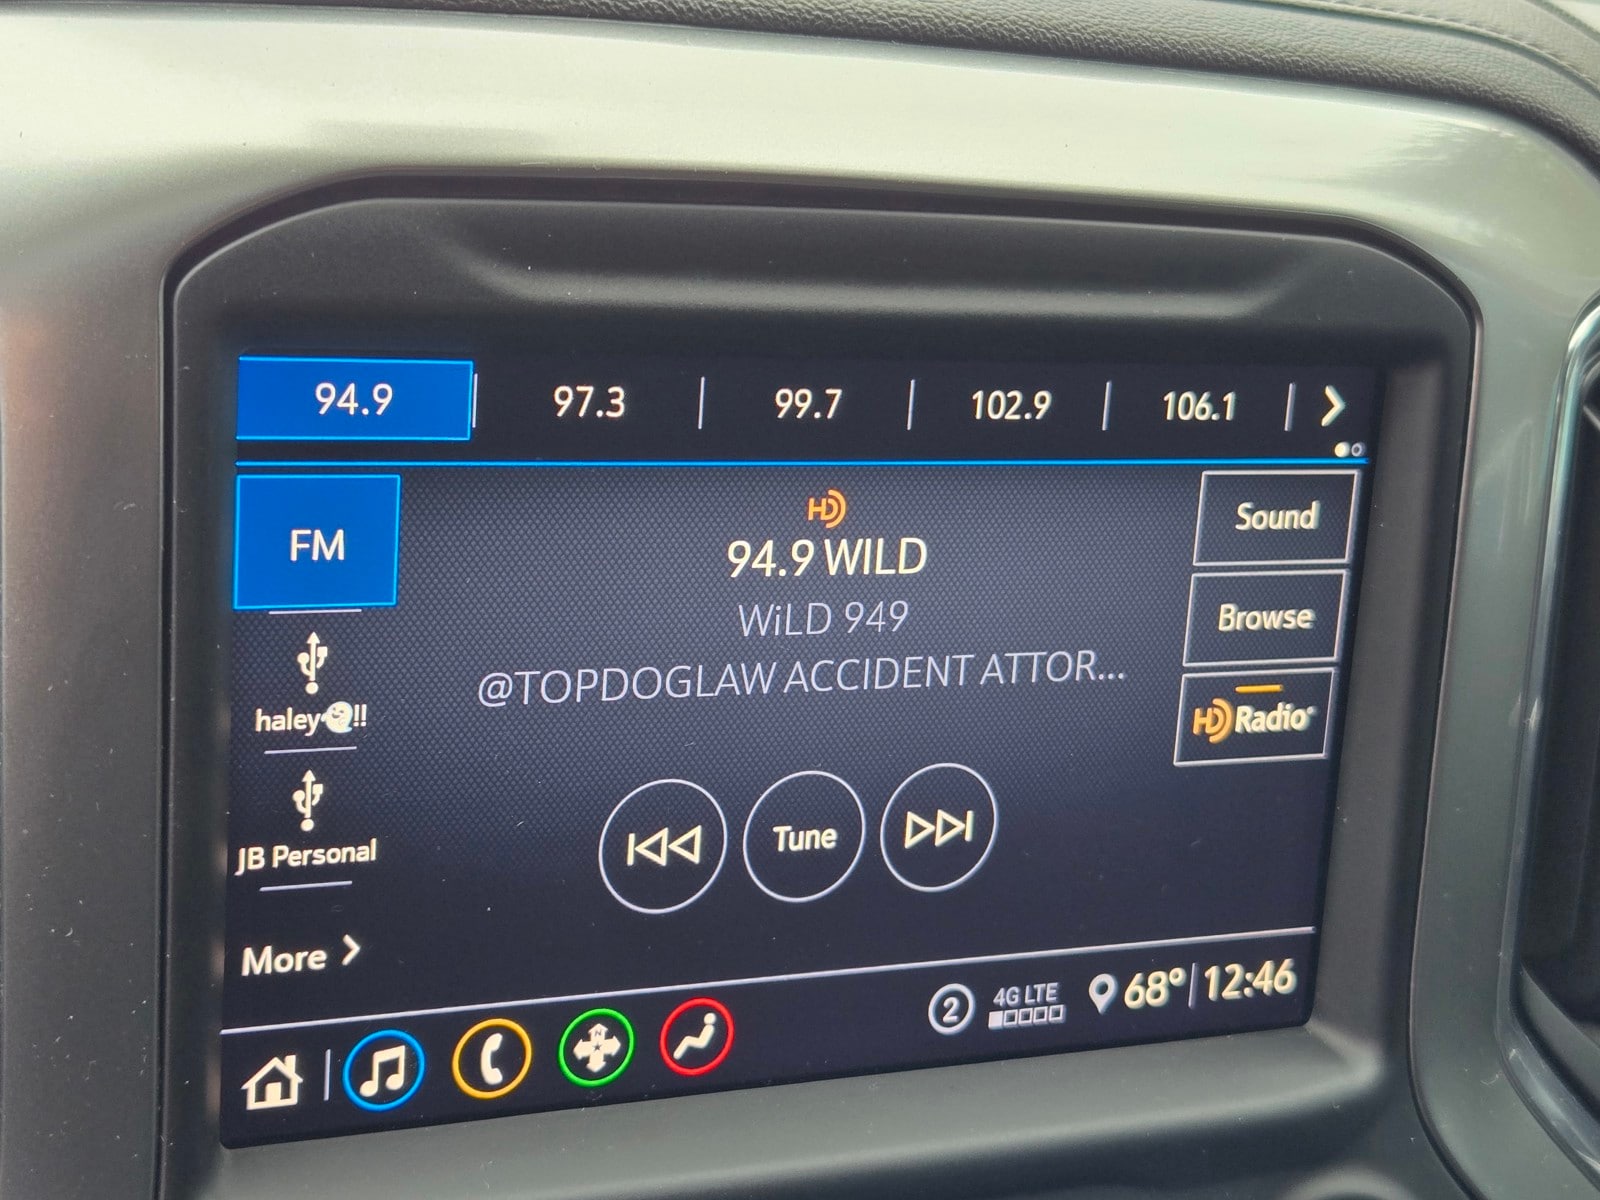 94.9 97.3 99.7 102.9 106.1
FM
HD
94.9 WILD
WiLD 949
@TOPDOGLAW ACCIDENT ATTOR...
Sound
Browse
HD Radio
haley🤪!!
JB Personal
More
Tune
N
2 4G LTE 68° 12:46